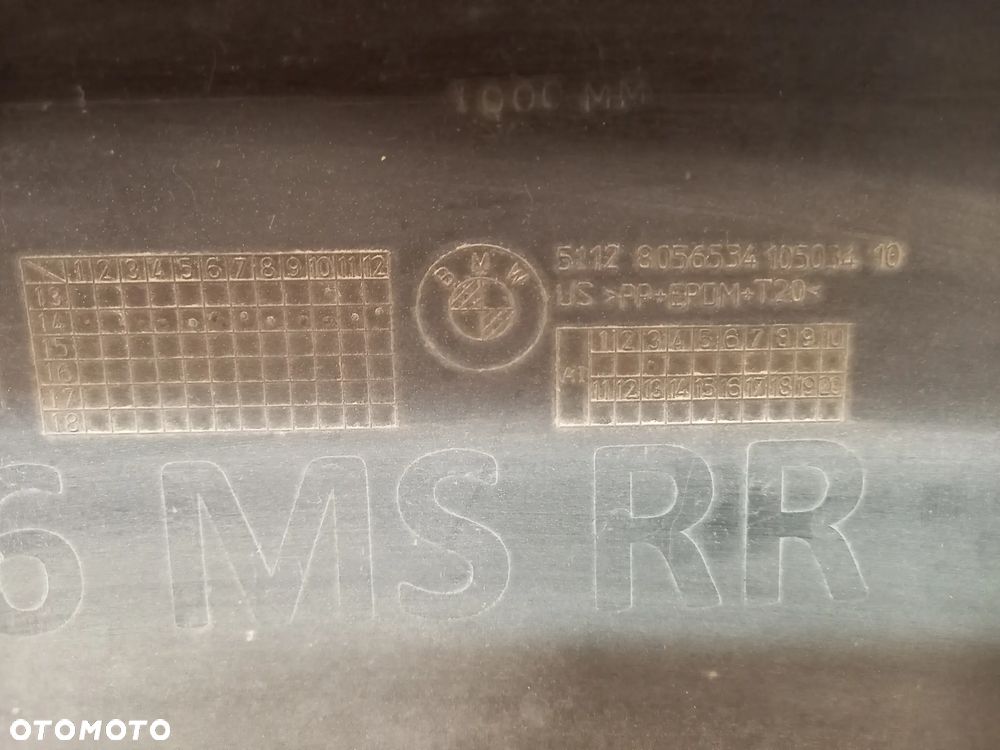 1000 MM
1 2 3 4 5 6 7 8 9 10 11 12
13
14
15
16
17
18
BMW
5112 8056534 105034 10
US >PP+EPDM+T20<
1 2 3 4 5 6 7 8 9 10
A1
11 12 13 14 15 16 17 18 19 20
6 MS RR
OTOMOTO